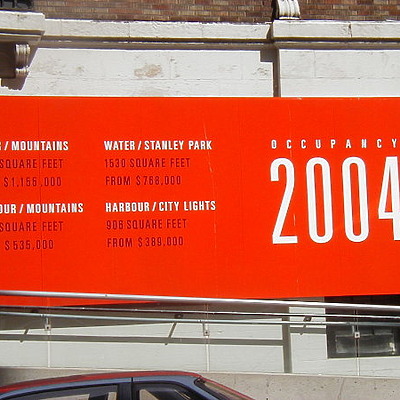 / MOUNTAINS
SQUARE FEET
$1,156,000
OUR / MOUNTAINS
SQUARE FEET
$535,000
WATER / STANLEY PARK
1530 SQUARE FEET
FROM $768,000
HARBOUR / CITY LIGHTS
906 SQUARE FEET
FROM $389,000
OCCUPANCY
2004